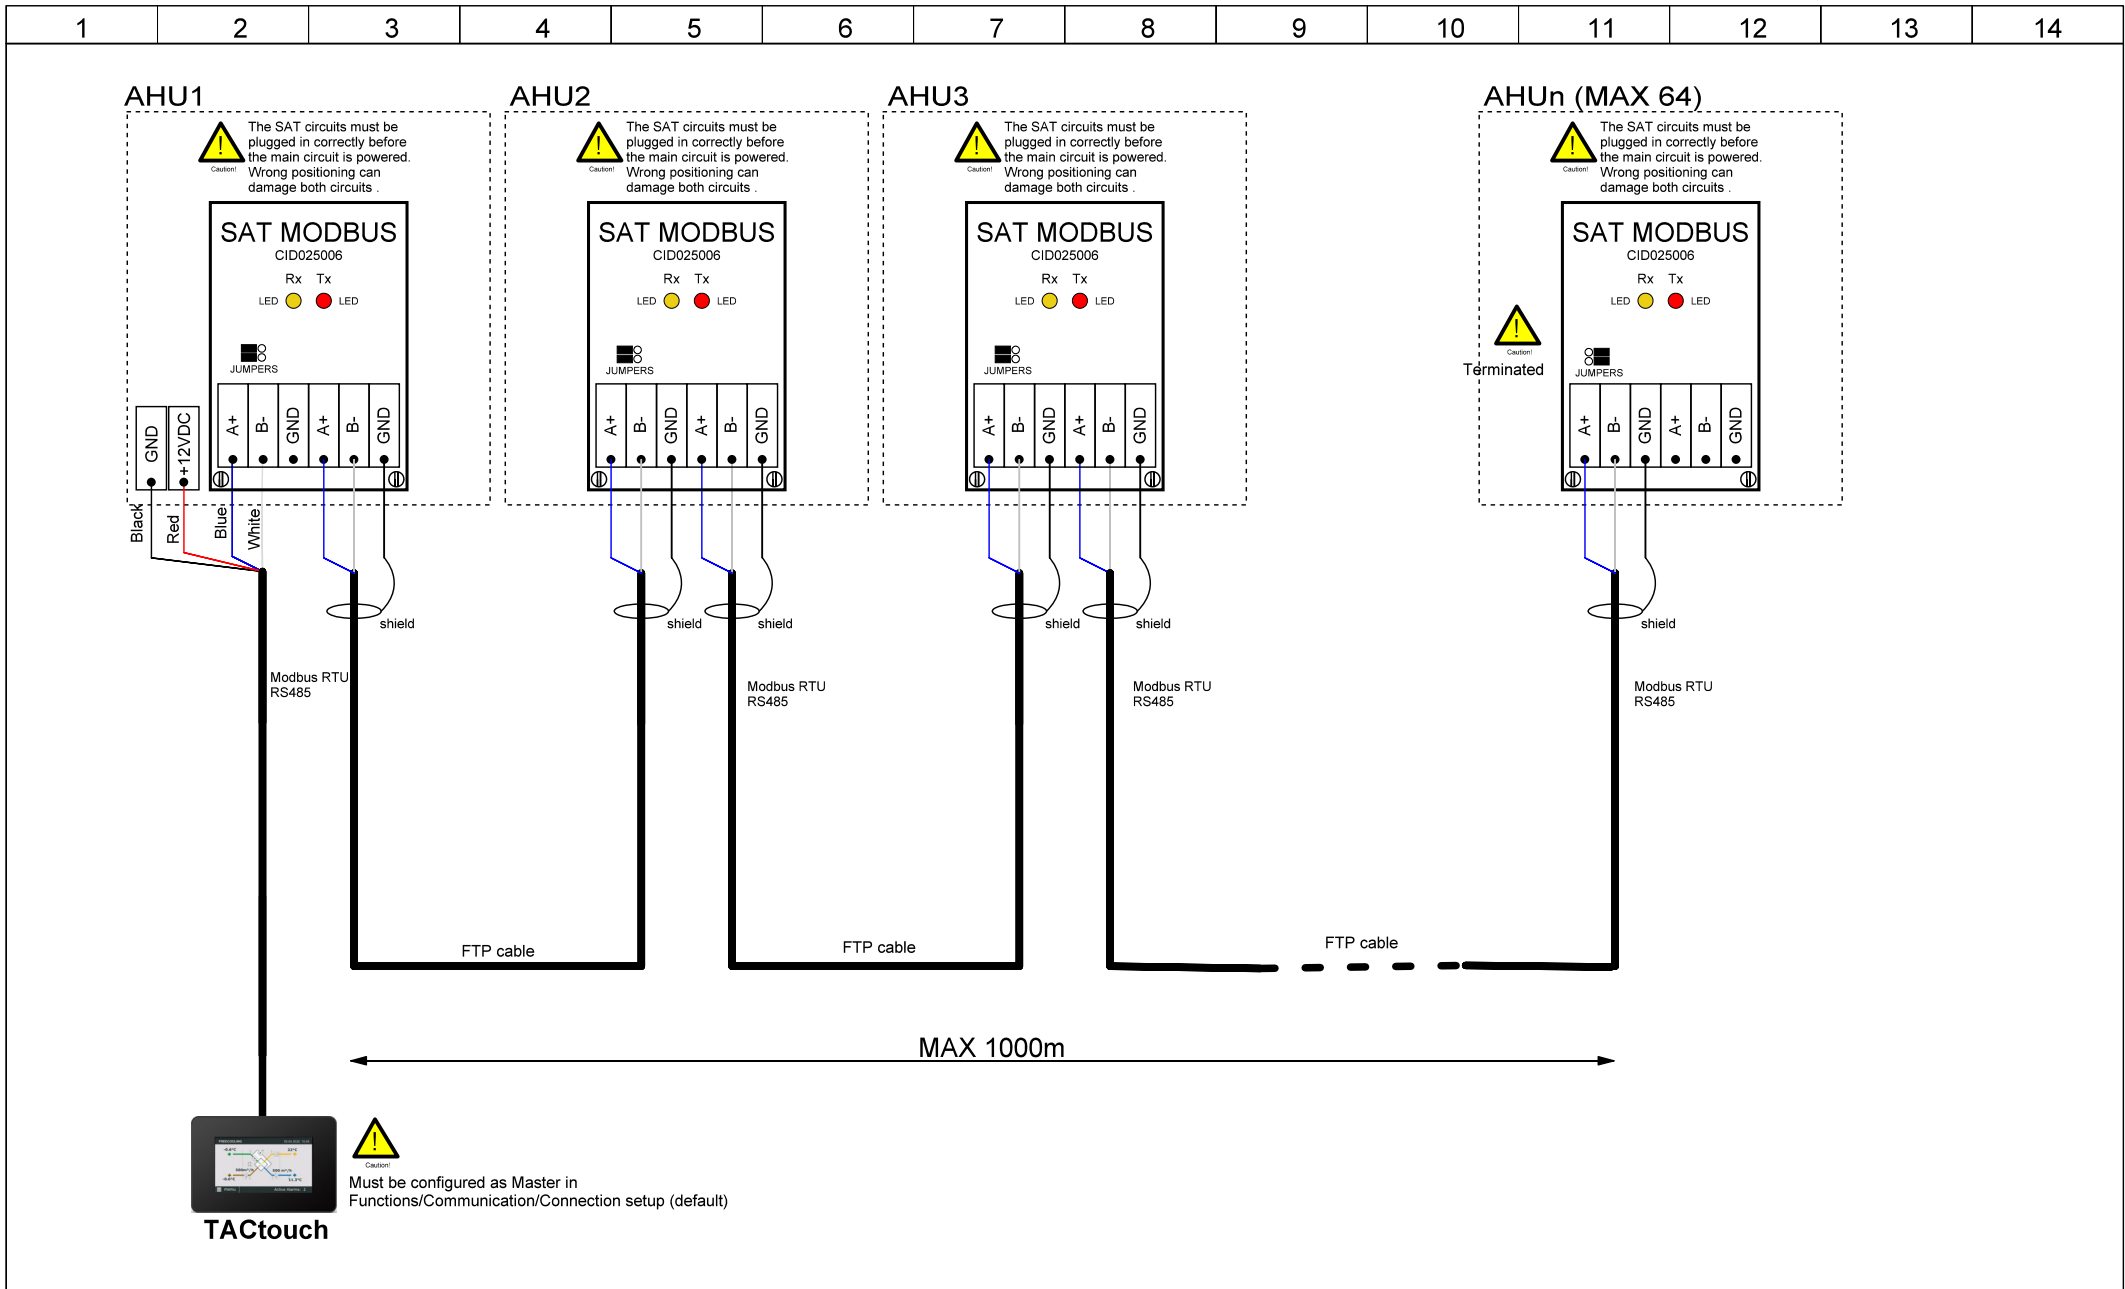 1 2 3 4 5 6 7 8 9 10 11 12 13 14
AHU1
Caution!
The SAT circuits must be
plugged in correctly before
the main circuit is powered.
Wrong positioning can
damage both circuits .
SAT MODBUS
CID025006
Rx Tx
LED LED
JUMPERS
GND +12VDC
A+ B- GND A+ B- GND
Black Red Blue White
shield
Modbus RTU
RS485
AHU2
Caution!
The SAT circuits must be
plugged in correctly before
the main circuit is powered.
Wrong positioning can
damage both circuits .
SAT MODBUS
CID025006
Rx Tx
LED LED
JUMPERS
A+ B- GND A+ B- GND
shield shield
Modbus RTU
RS485
AHU3
Caution!
The SAT circuits must be
plugged in correctly before
the main circuit is powered.
Wrong positioning can
damage both circuits .
SAT MODBUS
CID025006
Rx Tx
LED LED
JUMPERS
A+ B- GND A+ B- GND
shield shield
Modbus RTU
RS485
AHUn (MAX 64)
Caution!
The SAT circuits must be
plugged in correctly before
the main circuit is powered.
Wrong positioning can
damage both circuits .
SAT MODBUS
CID025006
Rx Tx
LED LED
Caution!
Terminated
JUMPERS
A+ B- GND A+ B- GND
shield
Modbus RTU
RS485
FTP cable
FTP cable
FTP cable
MAX 1000m
Caution!
Must be configured as Master in
Functions/Communication/Connection setup (default)
TACtouch